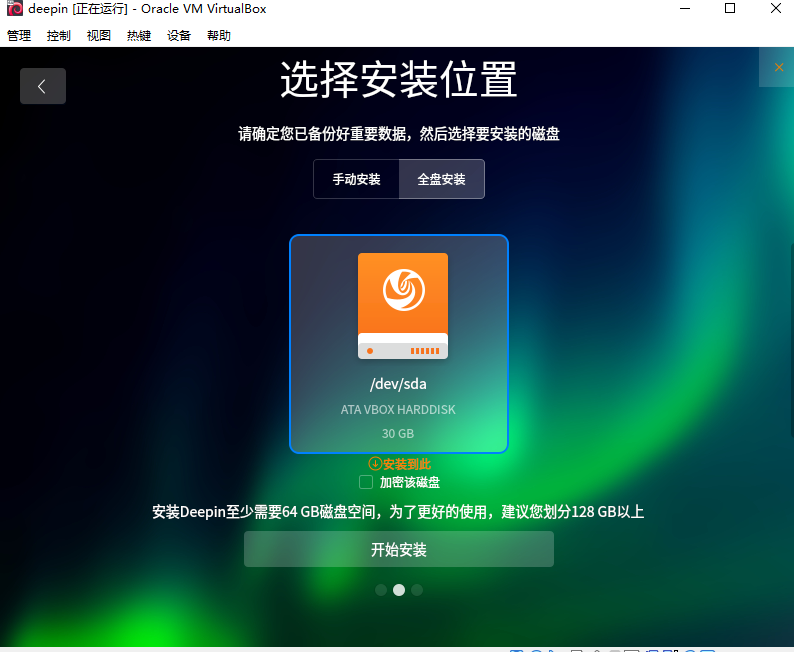 deepin [正在运行] - Oracle VM VirtualBox
管理 控制 视图 热键 设备 帮助
选择安装位置
请确定您已备份好重要数据，然后选择要安装的磁盘
手动安装 全盘安装
/dev/sda
ATA VBOX HARDDISK
30 GB
安装到此
加密该磁盘
安装Deepin至少需要64 GB磁盘空间，为了更好的使用，建议您划分128 GB以上
开始安装